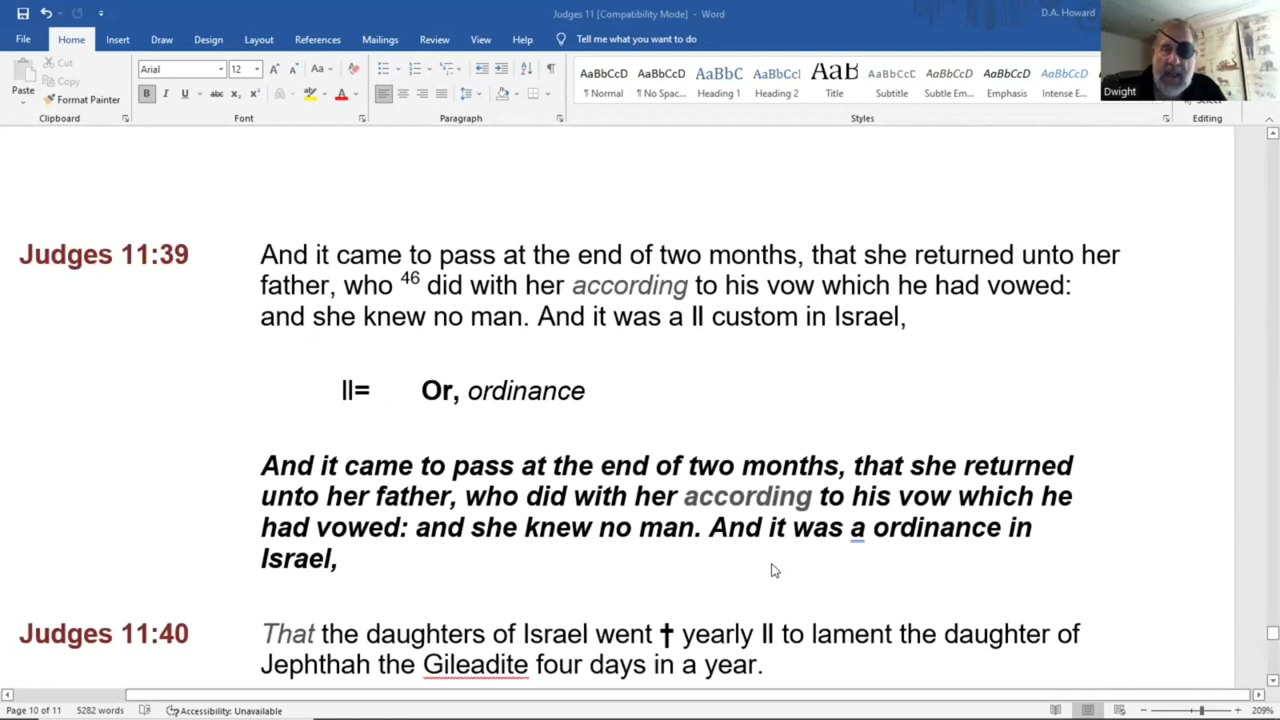 Judges 11 [Compatibility Mode] - Word
D.A. Howard
File Home Insert Draw Design Layout References Mailings Review View Help Tell me what you want to do
Cut
Copy
Paste
Format Painter
Arial 12
AaBbCcD AaBbCcD AaBbC AaBbCcI AaB AaBbCcD AaBbCcD AaBbCcD AaBbCcD
¶ Normal ¶ No Spac... Heading 1 Heading 2 Title Subtitle Subtle Em... Emphasis Intense E...
Dwight
Clipboard Font Paragraph Styles Editing
Judges 11:39 And it came to pass at the end of two months, that she returned unto her
father, who 46 did with her according to his vow which he had vowed:
and she knew no man. And it was a ll custom in Israel,
ll= Or, ordinance
And it came to pass at the end of two months, that she returned
unto her father, who did with her according to his vow which he
had vowed: and she knew no man. And it was a ordinance in
Israel,
Judges 11:40 That the daughters of Israel went † yearly ll to lament the daughter of
Jephthah the Gileadite four days in a year.
Page 10 of 11 5282 words Accessibility: Unavailable 209%